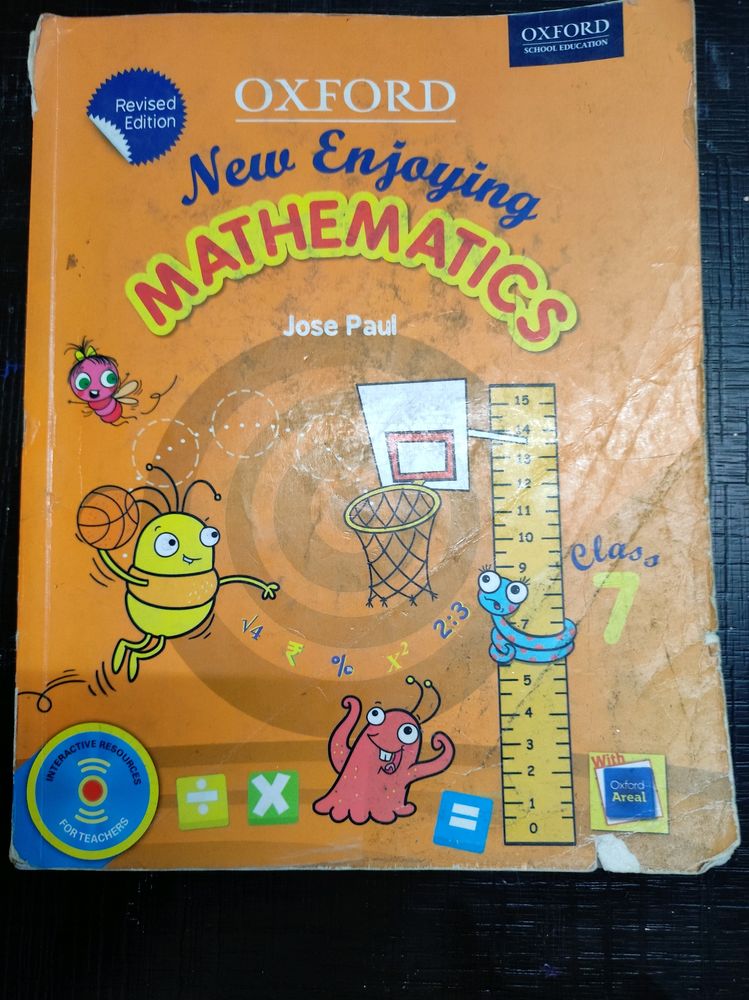 OXFORD
SCHOOL EDUCATION
Revised
Edition
OXFORD
New Enjoying
MATHEMATICS
Jose Paul
15
14
13
12
11
10
9
7
5
4
3
2
1
0
Class
7
√4
₹
%
x²
2:3
INTERACTIVE RESOURCES
FOR TEACHERS
÷
×
=
With
Oxford
Areal